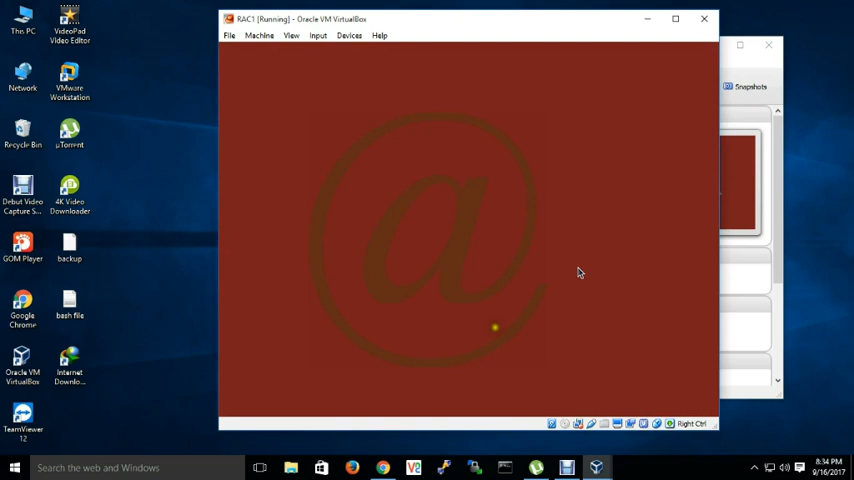 RAC1 [Running] - Oracle VM VirtualBox
File Machine View Input Devices Help
@
Right Ctrl
Snapshots
This PC
VideoPad
Video Editor
Network
VMware
Workstation
Recycle Bin
µTorrent
Debut Video
Capture S...
4K Video
Downloader
GOM Player
backup
Google
Chrome
bash file
Oracle VM
VirtualBox
Internet
Downlo...
TeamViewer
12
Search the web and Windows
8:34 PM
9/16/2017